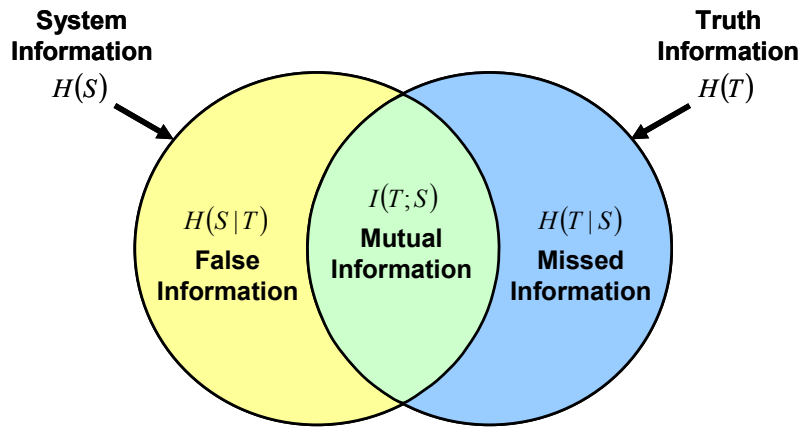 System
Information
H(S)
Truth
Information
H(T)
H(S|T)
False
Information
I(T;S)
Mutual
Information
H(T|S)
Missed
Information